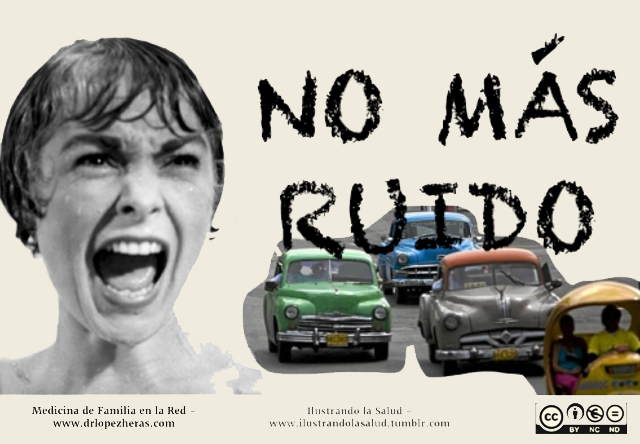 NO MÁS
RUIDO
Medicina de Familia en la Red –
www.drlopezheras.com
Ilustrando la Salud –
www.ilustrandolasalud.tumblr.com
cc
BY NC ND